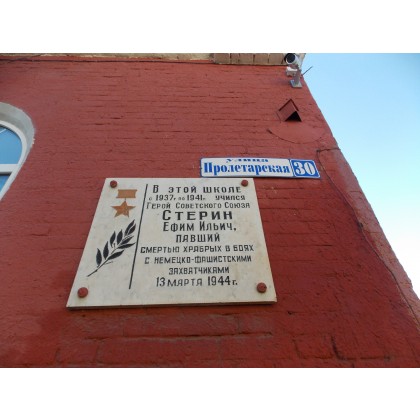 улица
Пролетарская 30
В этой школе
с 1937г. по 1941г. учился
Герой Советского Союза
Стерин
Ефим Ильич,
павший
смертью храбрых в боях
с немецко-фашистскими
захватчиками
13 марта 1944г.